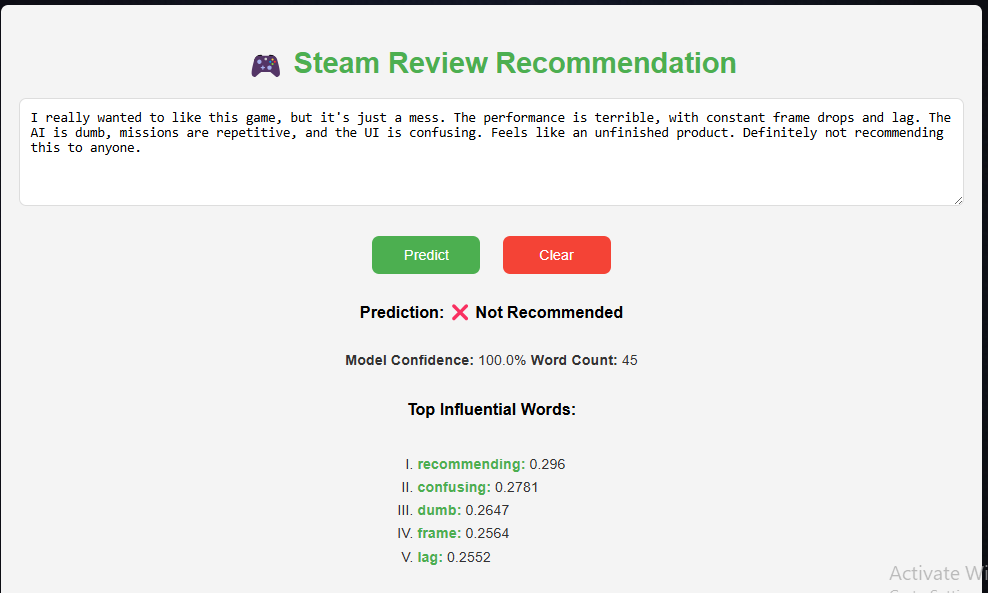 Steam Review Recommendation
I really wanted to like this game, but it's just a mess. The performance is terrible, with constant frame drops and lag. The
AI is dumb, missions are repetitive, and the UI is confusing. Feels like an unfinished product. Definitely not recommending
this to anyone.
Predict Clear
Prediction: ❌ Not Recommended
Model Confidence: 100.0% Word Count: 45
Top Influential Words:
I. recommending: 0.296
II. confusing: 0.2781
III. dumb: 0.2647
IV. frame: 0.2564
V. lag: 0.2552
Activate